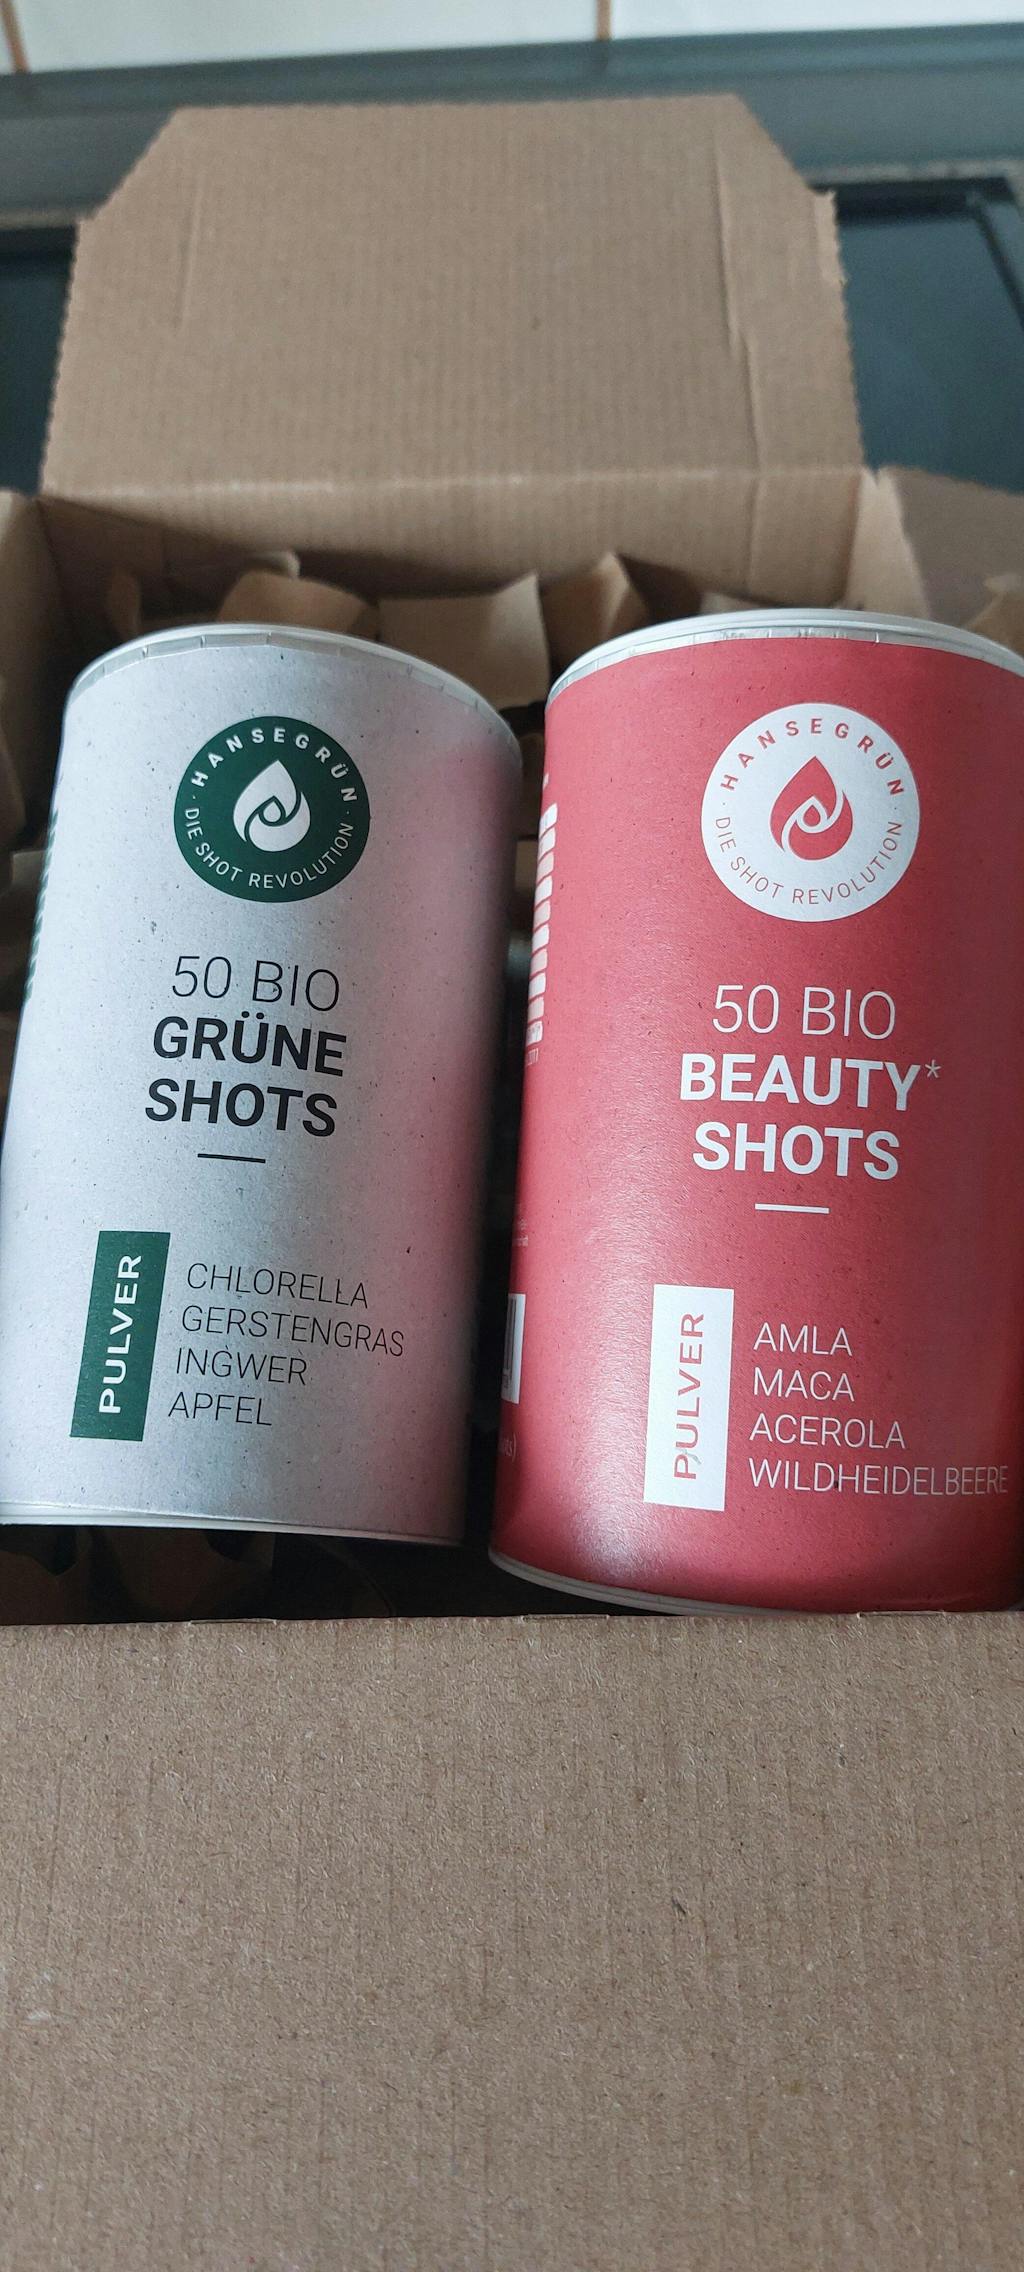 HANSEGRÜN
· DIE SHOT REVOLUTION ·
50 BIO
GRÜNE
SHOTS
PULVER
CHLORELLA
GERSTENGRAS
INGWER
APFEL
HANSEGRÜN
· DIE SHOT REVOLUTION ·
50 BIO
BEAUTY*
SHOTS
PULVER
AMLA
MACA
ACEROLA
WILDHEIDELBEERE